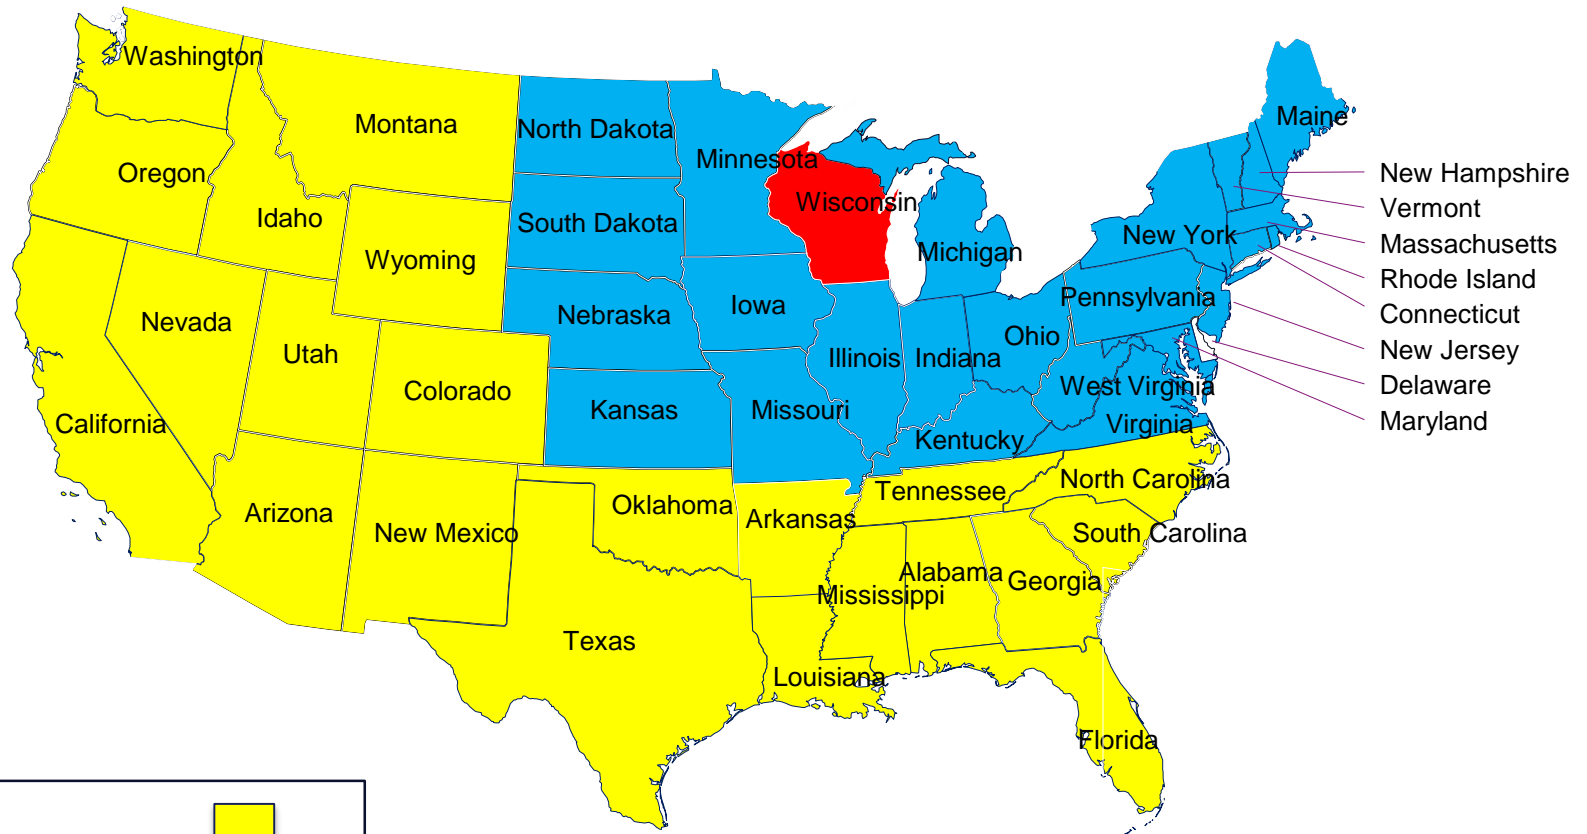 Washington
Maine
Montana
North Dakota
Minnesota
Oregon
New Hampshire
Wisconsin
Vermont
Idaho
South Dakota
New York
Massachusetts
Michigan
Wyoming
Rhode Island
Pennsylvania
Iowa
Nebraska
Connecticut
Nevada
Ohio
New Jersey
Utah
Illinois
Indiana
Delaware
Colorado
West Virginia
Kansas
Missouri
California
Virginia
Maryland
Kentucky
North Carolina
Tennessee
Oklahoma
Arizona
Arkansas
New Mexico
South Carolina
Alabama
Georgia
Mississippi
Texas
Louisiana
Florida